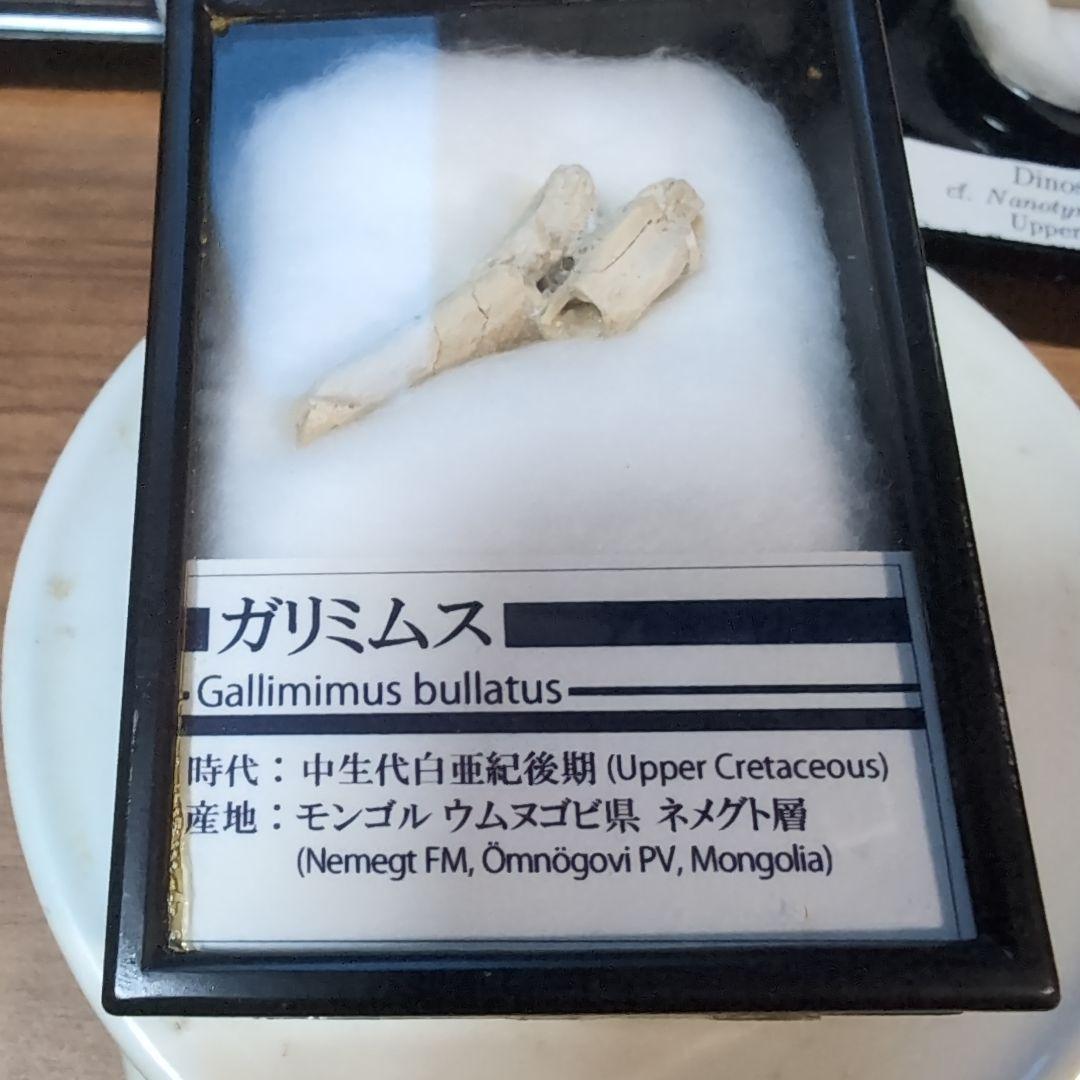 Dinos
cf. Nanoty
Upper
ガリミムス
Gallimimus bullatus
時代：中生代白亜紀後期 (Upper Cretaceous)
産地：モンゴル ウムヌゴビ県 ネメグト層
(Nemegt FM, Ömnögovi PV, Mongolia)